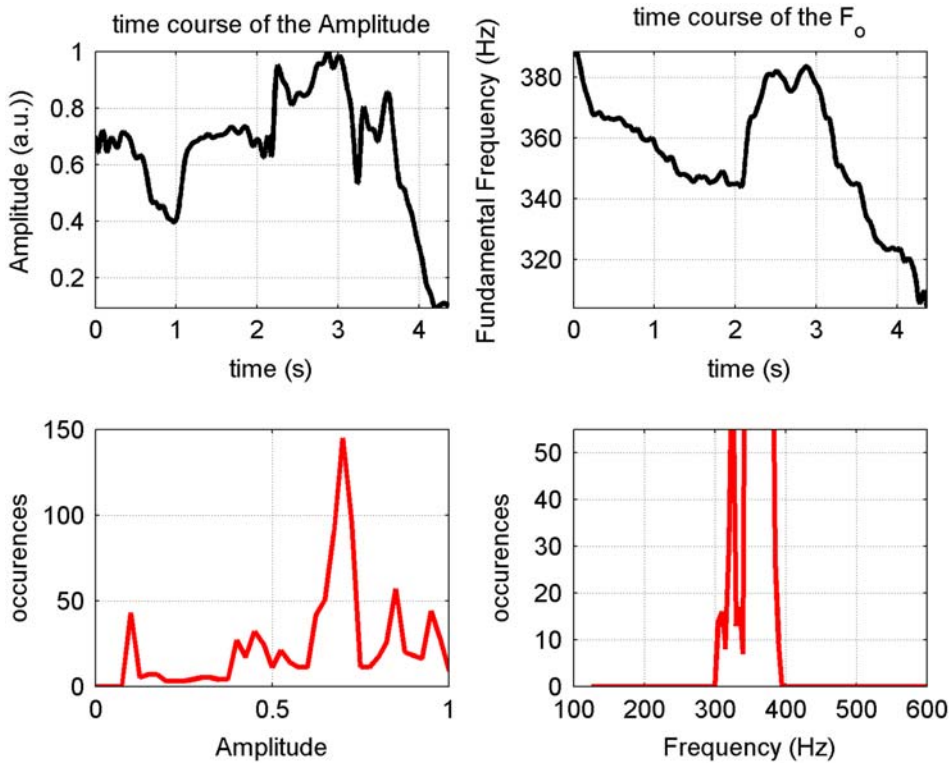 time course of the Amplitude
Amplitude (a.u.))
1
0.8
0.6
0.4
0.2
0 1 2 3 4
time (s)
time course of the F_o
Fundamental Frequency (Hz)
380
360
340
320
0 1 2 3 4
time (s)
occurences
150
100
50
0
0 0.5 1
Amplitude
occurences
50
40
30
20
10
0
100 200 300 400 500 600
Frequency (Hz)